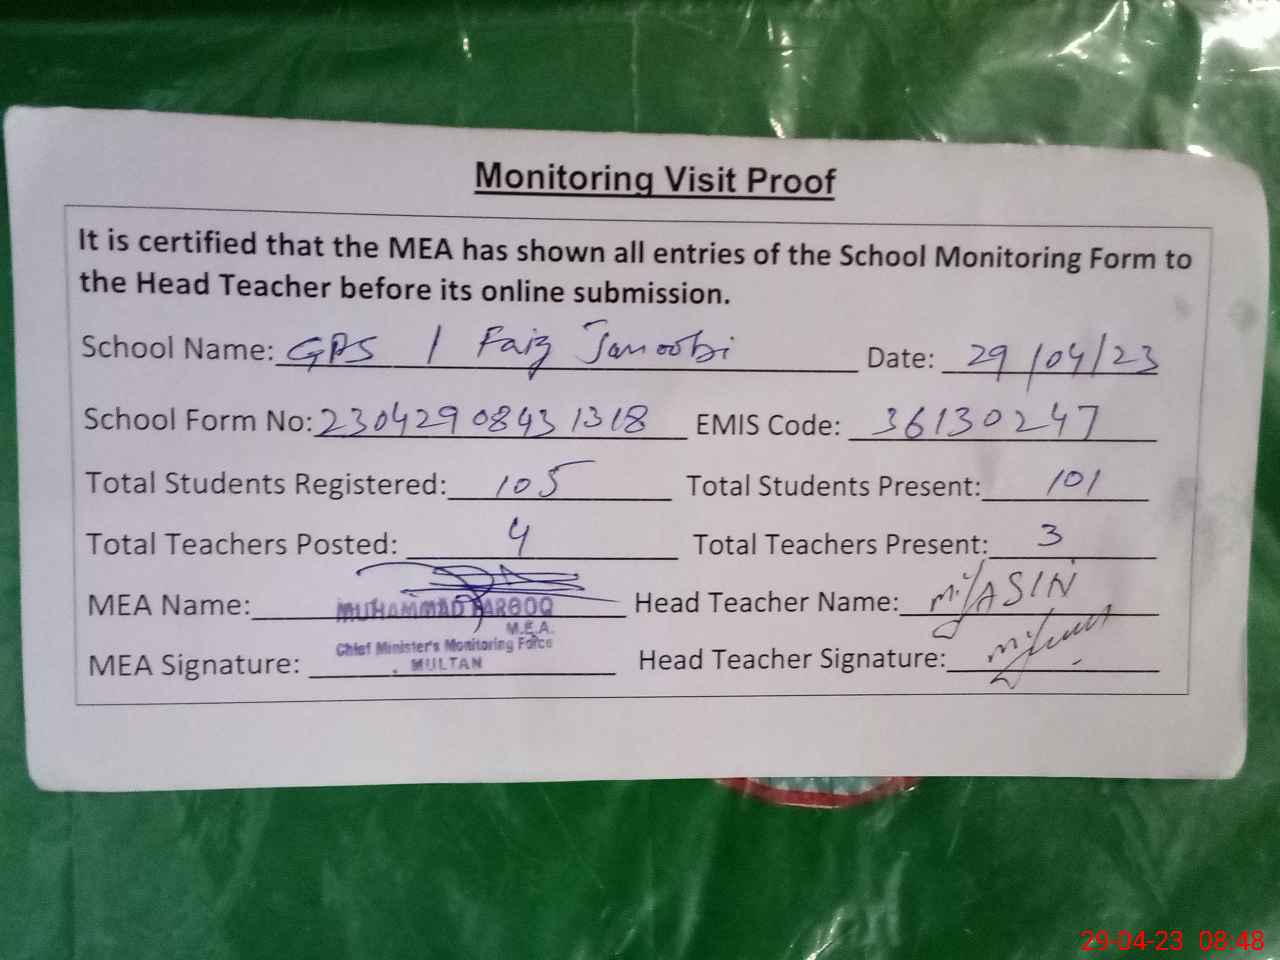 Monitoring Visit Proof
It is certified that the MEA has shown all entries of the School Monitoring Form to
the Head Teacher before its online submission.
School Name: GPS 1 Faiz Janoobi Date: 29/04/23
School Form No: 23042908431318 EMIS Code: 36130247
Total Students Registered: 105 Total Students Present: 101
Total Teachers Posted: 4 Total Teachers Present: 3
MEA Name: MUHAMMAD FAROOQ Head Teacher Name: M. YASIN
M.E.A.
Chief Minister's Monitoring Force
MEA Signature: MULTAN Head Teacher Signature:
29-04-23 08:48